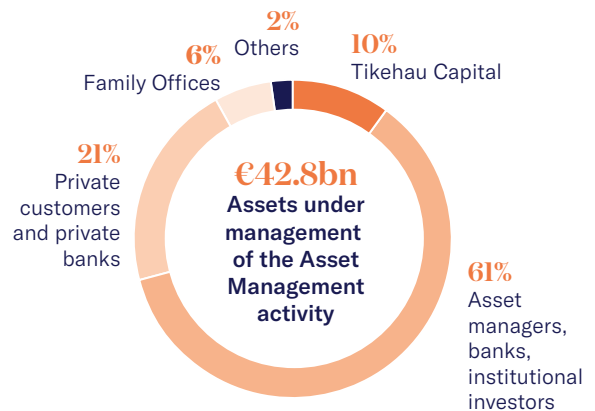 2%
Others
10%
Tikehau Capital
6%
Family Offices
21%
Private
customers
and private
banks
€42.8bn
Assets under
management
of the Asset
Management
activity
61%
Asset
managers,
banks,
institutional
investors